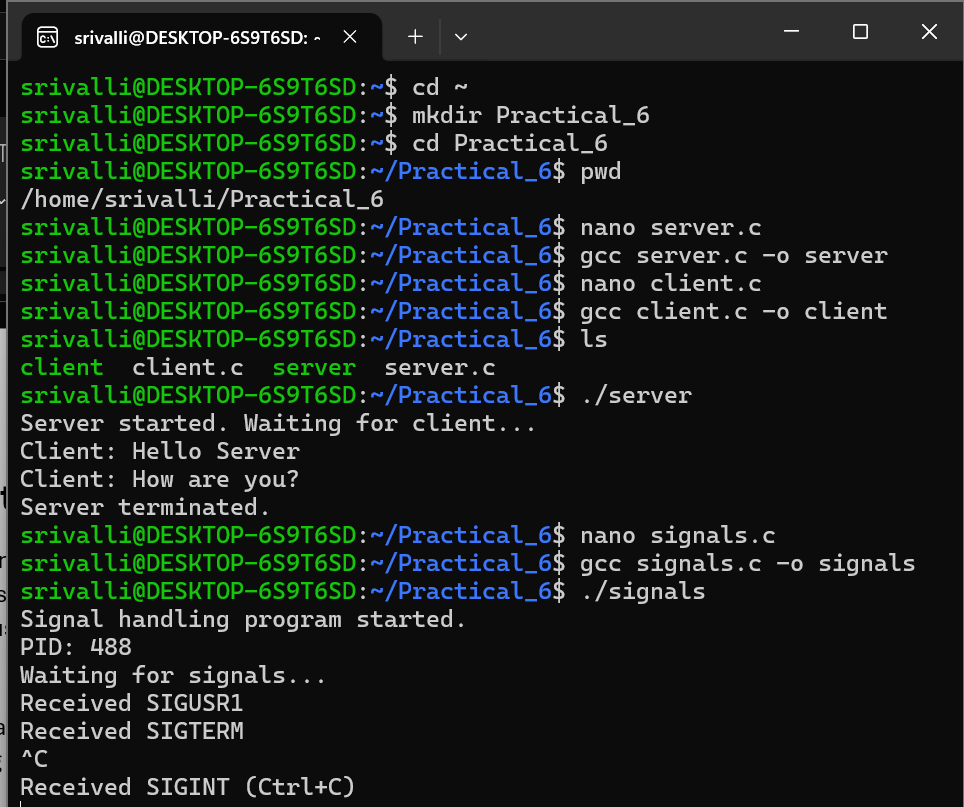 srivalli@DESKTOP-6S9T6SD: ~
srivalli@DESKTOP-6S9T6SD:~$ cd ~
srivalli@DESKTOP-6S9T6SD:~$ mkdir Practical_6
srivalli@DESKTOP-6S9T6SD:~$ cd Practical_6
srivalli@DESKTOP-6S9T6SD:~/Practical_6$ pwd
/home/srivalli/Practical_6
srivalli@DESKTOP-6S9T6SD:~/Practical_6$ nano server.c
srivalli@DESKTOP-6S9T6SD:~/Practical_6$ gcc server.c -o server
srivalli@DESKTOP-6S9T6SD:~/Practical_6$ nano client.c
srivalli@DESKTOP-6S9T6SD:~/Practical_6$ gcc client.c -o client
srivalli@DESKTOP-6S9T6SD:~/Practical_6$ ls
client  client.c  server  server.c
srivalli@DESKTOP-6S9T6SD:~/Practical_6$ ./server
Server started. Waiting for client...
Client: Hello Server
Client: How are you?
Server terminated.
srivalli@DESKTOP-6S9T6SD:~/Practical_6$ nano signals.c
srivalli@DESKTOP-6S9T6SD:~/Practical_6$ gcc signals.c -o signals
srivalli@DESKTOP-6S9T6SD:~/Practical_6$ ./signals
Signal handling program started.
PID: 488
Waiting for signals...
Received SIGUSR1
Received SIGTERM
^C
Received SIGINT (Ctrl+C)